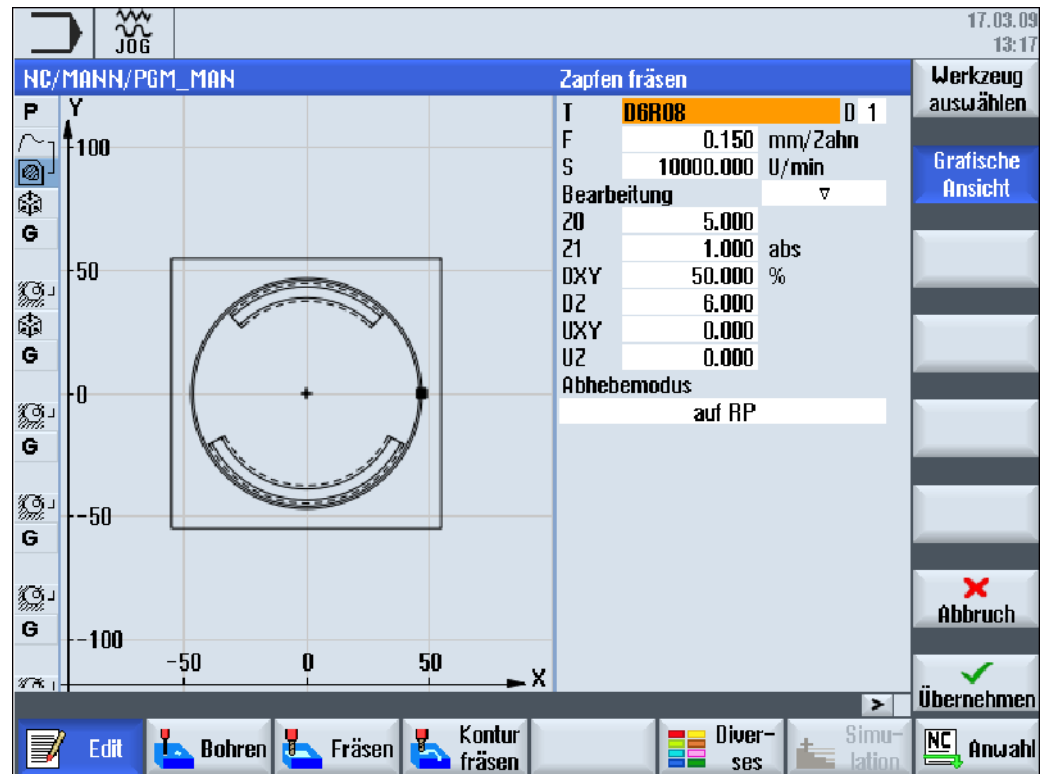 17.03.09
JOG
13:17
NC/MANN/PGM_MAN
Zapfen fräsen
Werkzeug
auswählen
P
G
G
G
G
G
Y
100
50
0
-50
-100
-50 0 50
X
T D6R08 D 1
F 0.150 mm/Zahn
S 10000.000 U/min
Bearbeitung ▽
Z0 5.000
Z1 1.000 abs
DXY 50.000 %
DZ 6.000
UXY 0.000
UZ 0.000
Abhebemodus
auf RP
Grafische
Ansicht
Abbruch
Übernehmen
>
Edit
Bohren
Fräsen
Kontur
fräsen
Diver-
ses
Simu-
lation
NC Anwahl